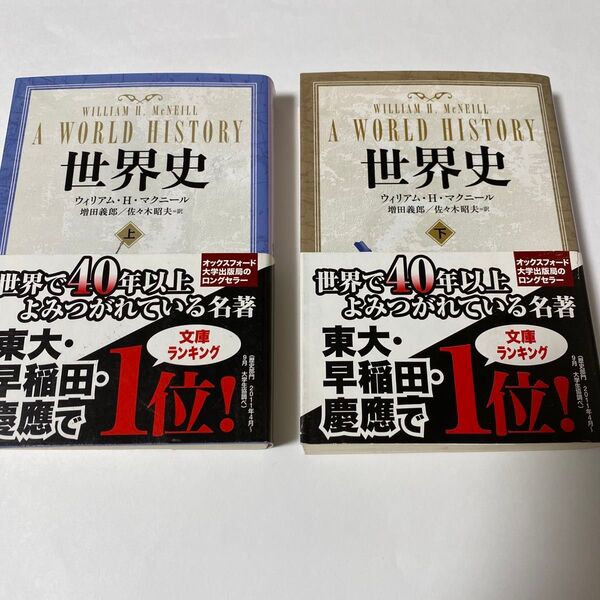 WILLIAM H. McNEILL
A WORLD HISTORY
世界史
ウィリアム・H・マクニール
増田義郎/佐々木昭夫=訳
上
オックスフォード
大学出版局の
ロングセラー
世界で40年以上
よみつがれている名著
東大・
早稲田・
慶應で
文庫
ランキング
1位!
WILLIAM H. McNEILL
A WORLD HISTORY
世界史
ウィリアム・H・マクニール
増田義郎/佐々木昭夫=訳
下
オックスフォード
大学出版局の
ロングセラー
世界で40年以上
よみつがれている名著
東大・
早稲田・
慶應で
文庫
ランキング
1位!